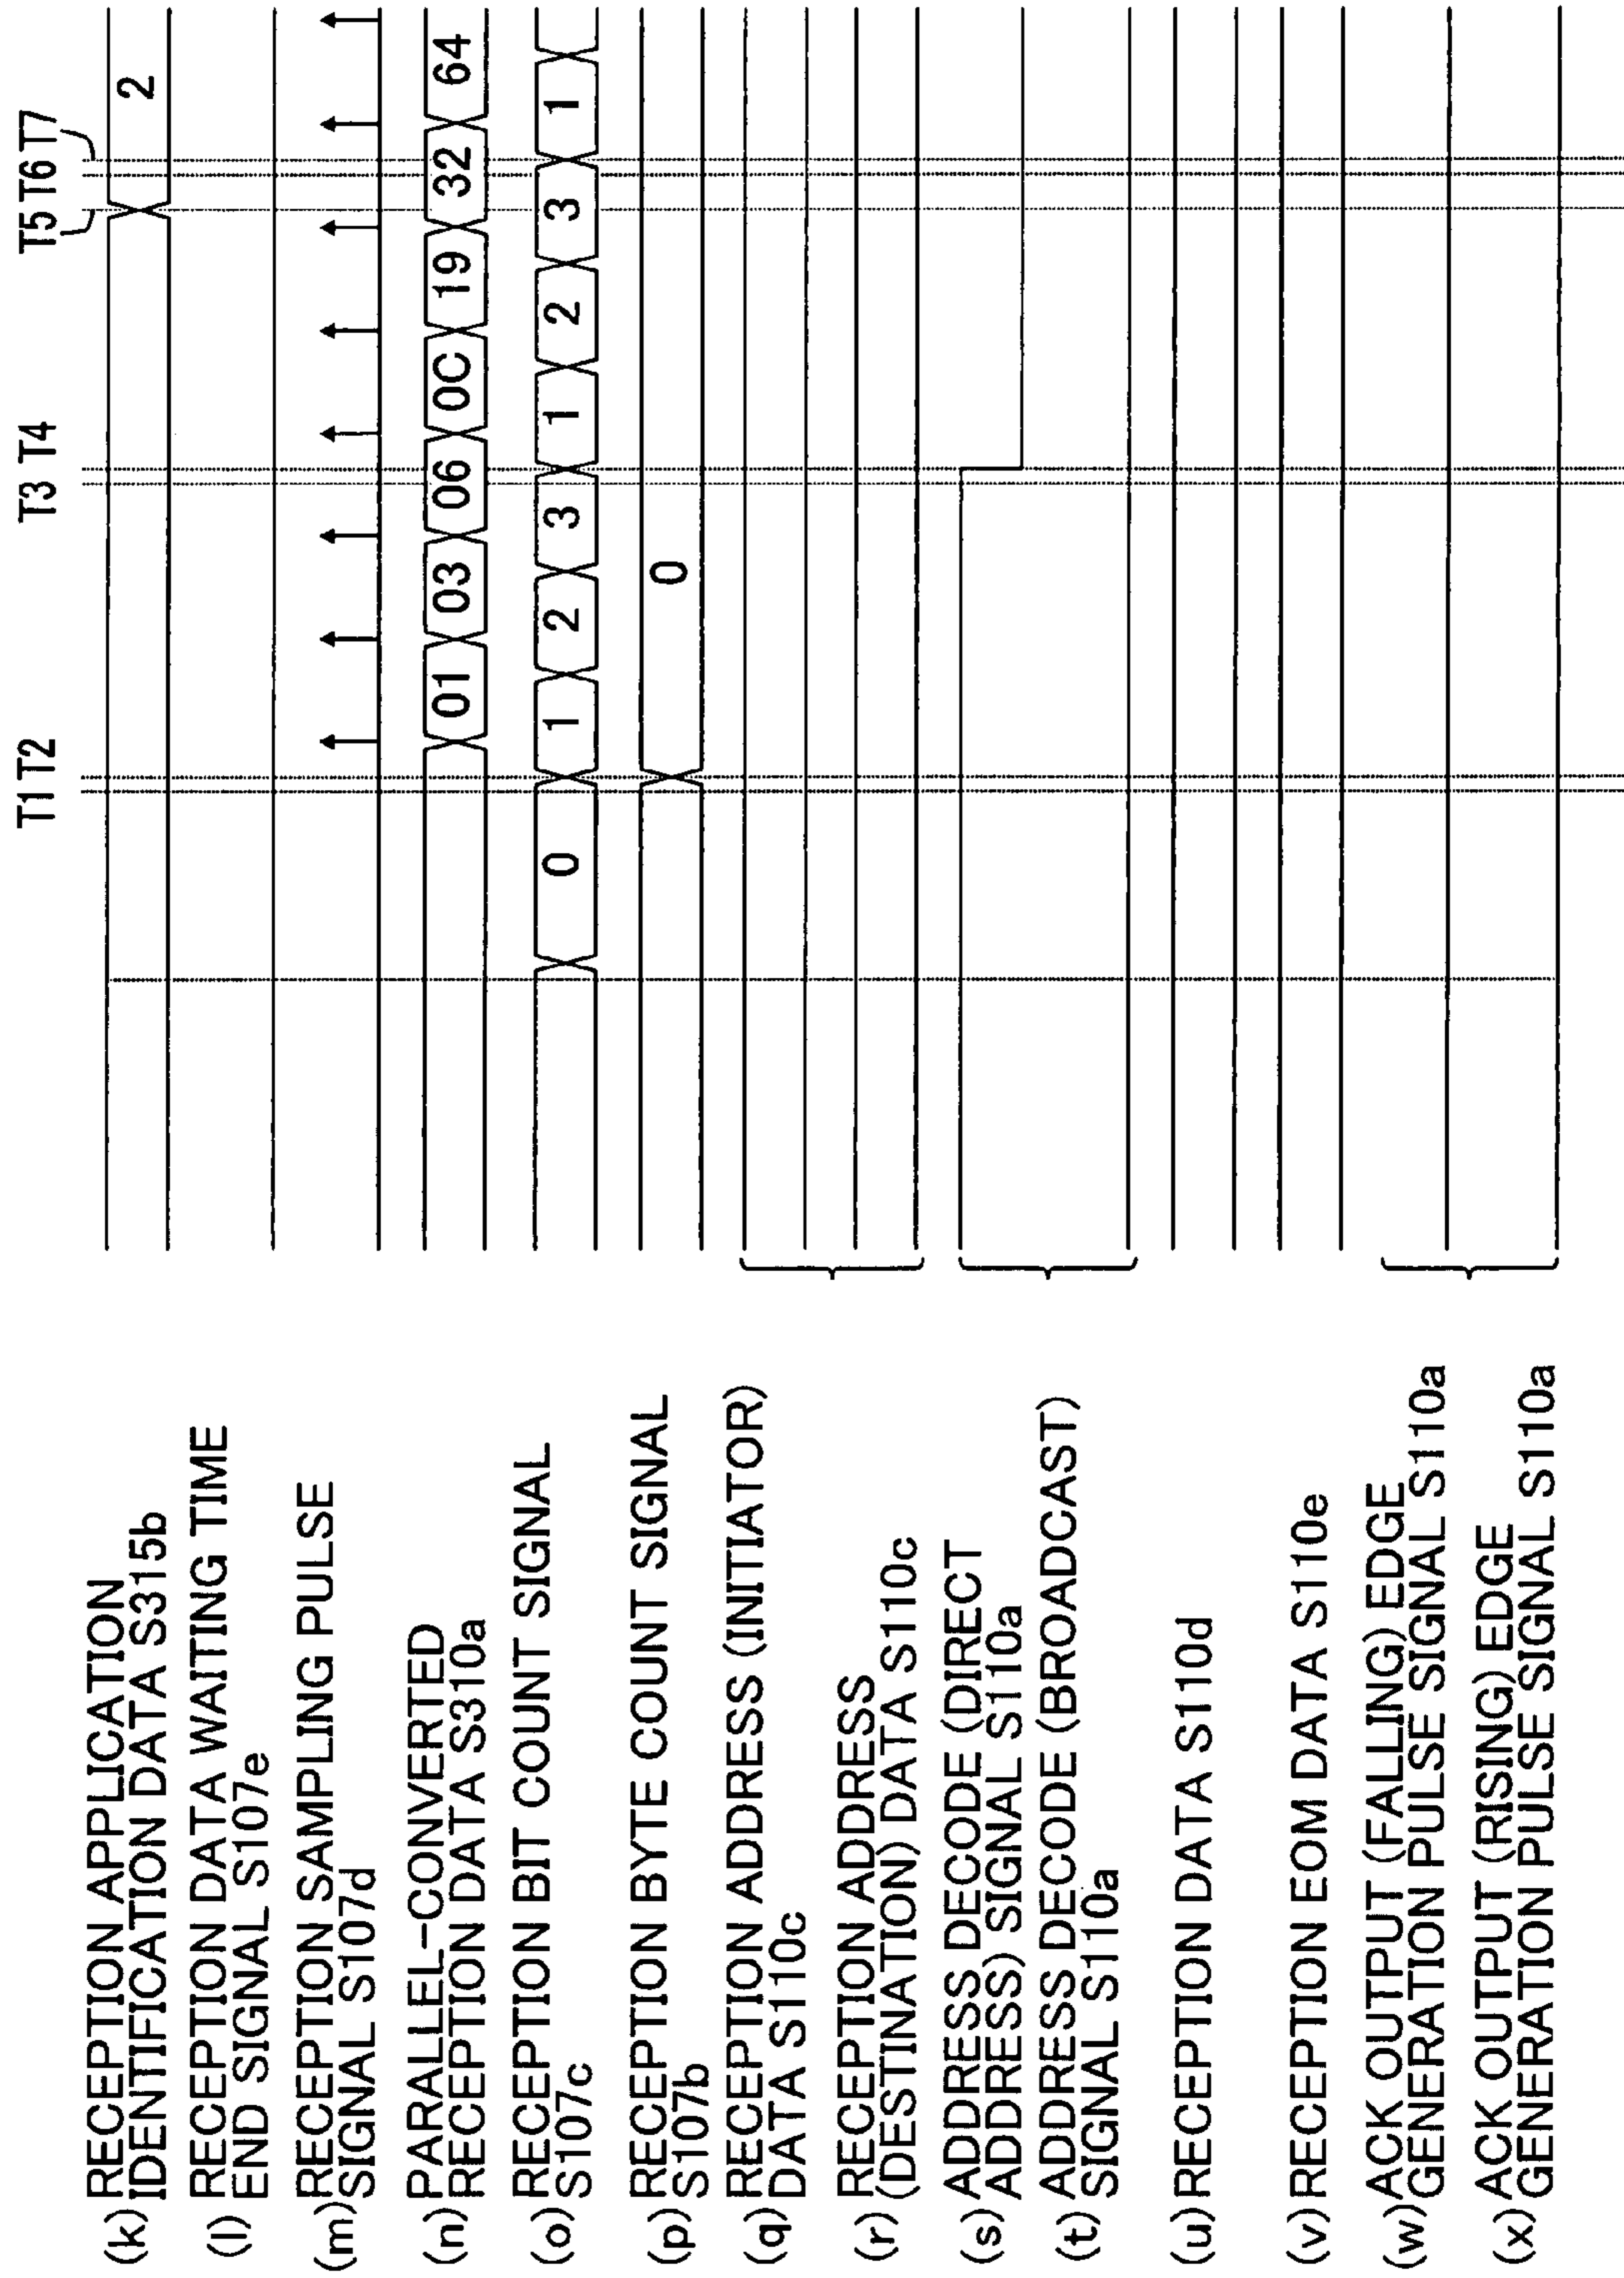 T1 T2
T3 T4
T5 T6 T7
(k) RECEPTION APPLICATION
IDENTIFICATION DATA S315b
2
(l) RECEPTION DATA WAITING TIME
END SIGNAL S107e
(m) RECEPTION SAMPLING PULSE
SIGNAL S107d
(n) PARALLEL-CONVERTED
RECEPTION DATA S310a
01 03 06 0C 19 32 64
(o) RECEPTION BIT COUNT SIGNAL
S107c
0 1 2 3 1 2 3 1
(p) RECEPTION BYTE COUNT SIGNAL
S107b
0
(q) RECEPTION ADDRESS (INITIATOR)
DATA S110c
(r) RECEPTION ADDRESS
(DESTINATION) DATA S110c
(s) ADDRESS DECODE (DIRECT
ADDRESS) SIGNAL S110a
(t) ADDRESS DECODE (BROADCAST)
SIGNAL S110a
(u) RECEPTION DATA S110d
(v) RECEPTION EOM DATA S110e
(w) ACK OUTPUT (FALLING) EDGE
GENERATION PULSE SIGNAL S110a
(x) ACK OUTPUT (RISING) EDGE
GENERATION PULSE SIGNAL S110a